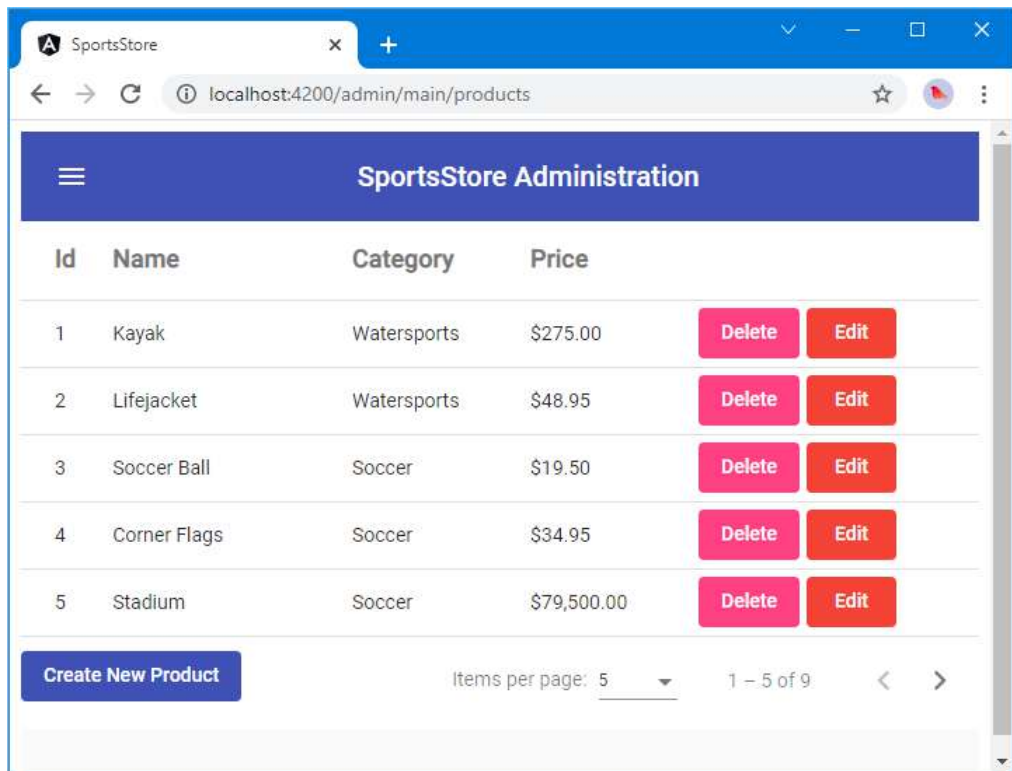 SportsStore
localhost:4200/admin/main/products
SportsStore Administration
Id Name Category Price
1 Kayak Watersports $275.00 Delete Edit
2 Lifejacket Watersports $48.95 Delete Edit
3 Soccer Ball Soccer $19.50 Delete Edit
4 Corner Flags Soccer $34.95 Delete Edit
5 Stadium Soccer $79,500.00 Delete Edit
Create New Product Items per page: 5 1 – 5 of 9